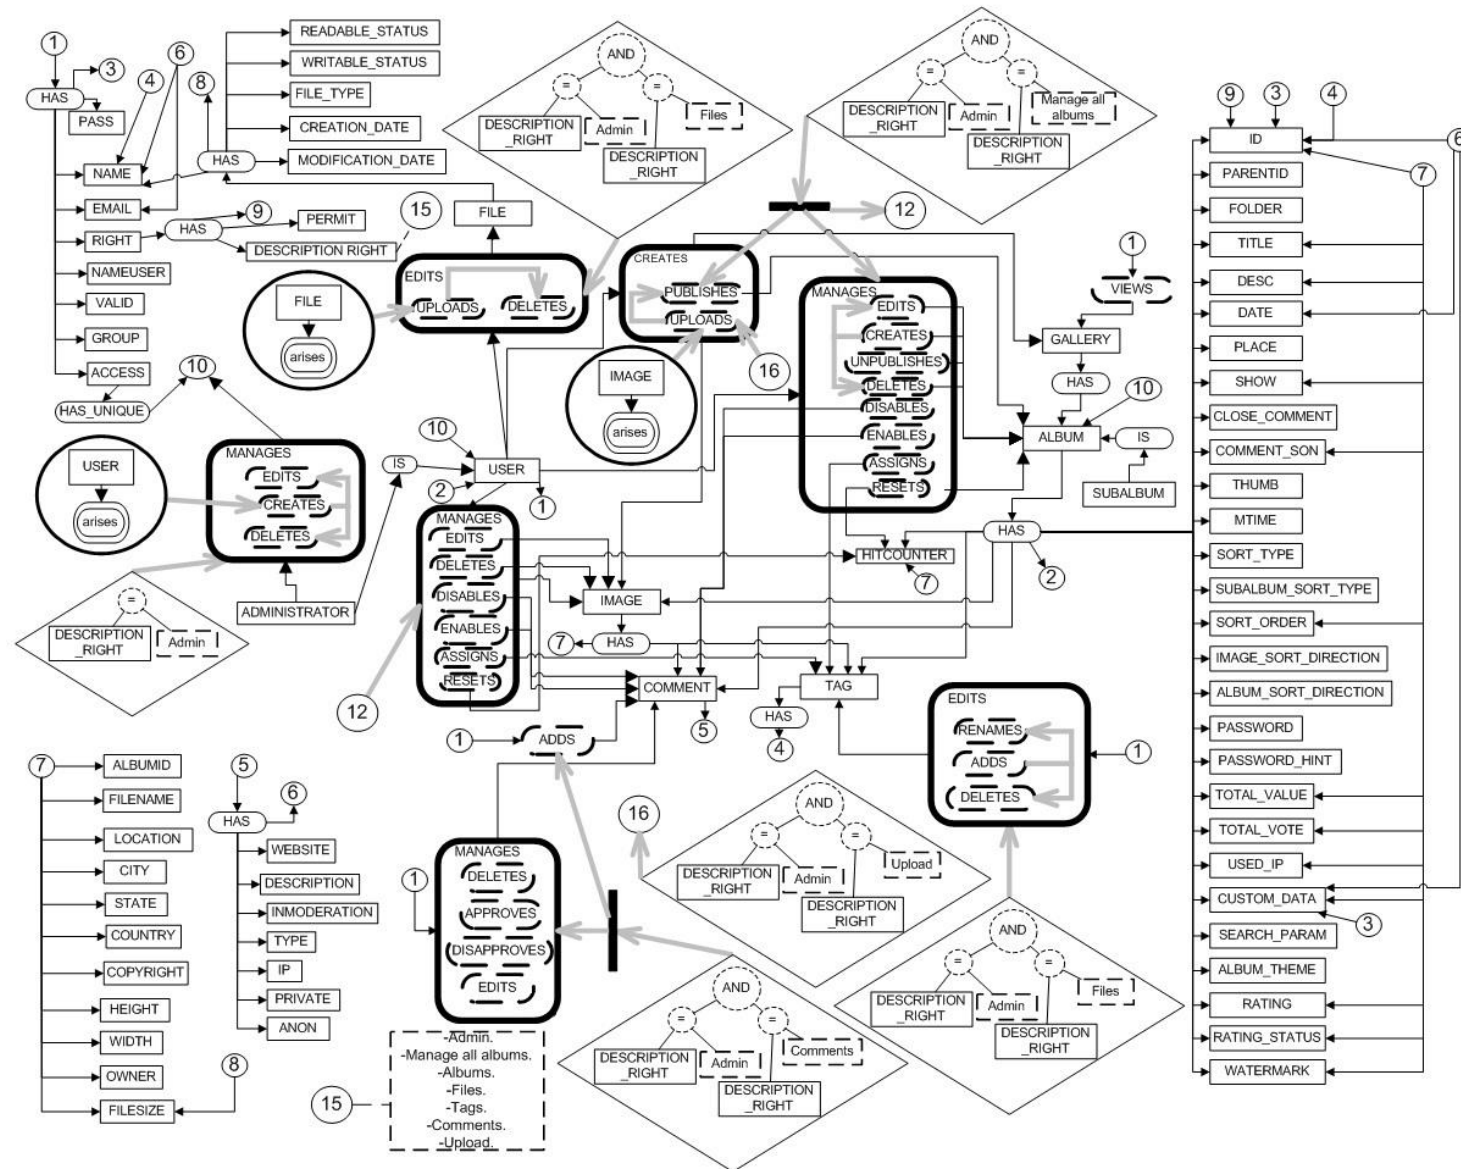 1
HAS
3
PASS
4
6
8
NAME
EMAIL
RIGHT
NAMEUSER
VALID
GROUP
ACCESS
HAS_UNIQUE
10
HAS
READABLE_STATUS
WRITABLE_STATUS
FILE_TYPE
CREATION_DATE
MODIFICATION_DATE
HAS
9
PERMIT
DESCRIPTION RIGHT
15
FILE
EDITS
UPLOADS
DELETES
FILE
arises
AND
=
=
DESCRIPTION
_RIGHT
Admin
Files
DESCRIPTION
_RIGHT
AND
=
=
DESCRIPTION
_RIGHT
Admin
Manage all
albums
DESCRIPTION
_RIGHT
12
CREATES
PUBLISHES
UPLOADS
16
IMAGE
arises
MANAGES
EDITS
CREATES
UNPUBLISHES
DELETES
DISABLES
ENABLES
ASSIGNS
RESETS
1
VIEWS
GALLERY
HAS
10
ALBUM
IS
SUBALBUM
HAS
2
HITCOUNTER
7
USER
arises
MANAGES
EDITS
CREATES
DELETES
ADMINISTRATOR
=
DESCRIPTION
_RIGHT
Admin
IS
10
USER
2
1
MANAGES
EDITS
DELETES
DISABLES
ENABLES
ASSIGNS
RESETS
12
IMAGE
7
HAS
COMMENT
5
TAG
HAS
4
1
ADDS
EDITS
RENAMES
ADDS
DELETES
1
9
3
4
6
7
ID
PARENTID
FOLDER
TITLE
DESC
DATE
PLACE
SHOW
CLOSE_COMMENT
COMMENT_SON
THUMB
MTIME
SORT_TYPE
SUBALBUM_SORT_TYPE
SORT_ORDER
IMAGE_SORT_DIRECTION
ALBUM_SORT_DIRECTION
PASSWORD
PASSWORD_HINT
TOTAL_VALUE
TOTAL_VOTE
USED_IP
CUSTOM_DATA
3
SEARCH_PARAM
ALBUM_THEME
RATING
RATING_STATUS
WATERMARK
7
ALBUMID
FILENAME
LOCATION
CITY
STATE
COUNTRY
COPYRIGHT
HEIGHT
WIDTH
OWNER
FILESIZE
8
5
HAS
6
WEBSITE
DESCRIPTION
INMODERATION
TYPE
IP
PRIVATE
ANON
1
MANAGES
DELETES
APPROVES
DISAPPROVES
EDITS
15
-Admin.
-Manage all albums.
-Albums.
-Files.
-Tags.
-Comments.
-Upload.
16
AND
=
=
DESCRIPTION
_RIGHT
Admin
Upload
DESCRIPTION
_RIGHT
AND
=
=
DESCRIPTION
_RIGHT
Admin
Comments
DESCRIPTION
_RIGHT
AND
=
=
DESCRIPTION
_RIGHT
Admin
Files
DESCRIPTION
_RIGHT